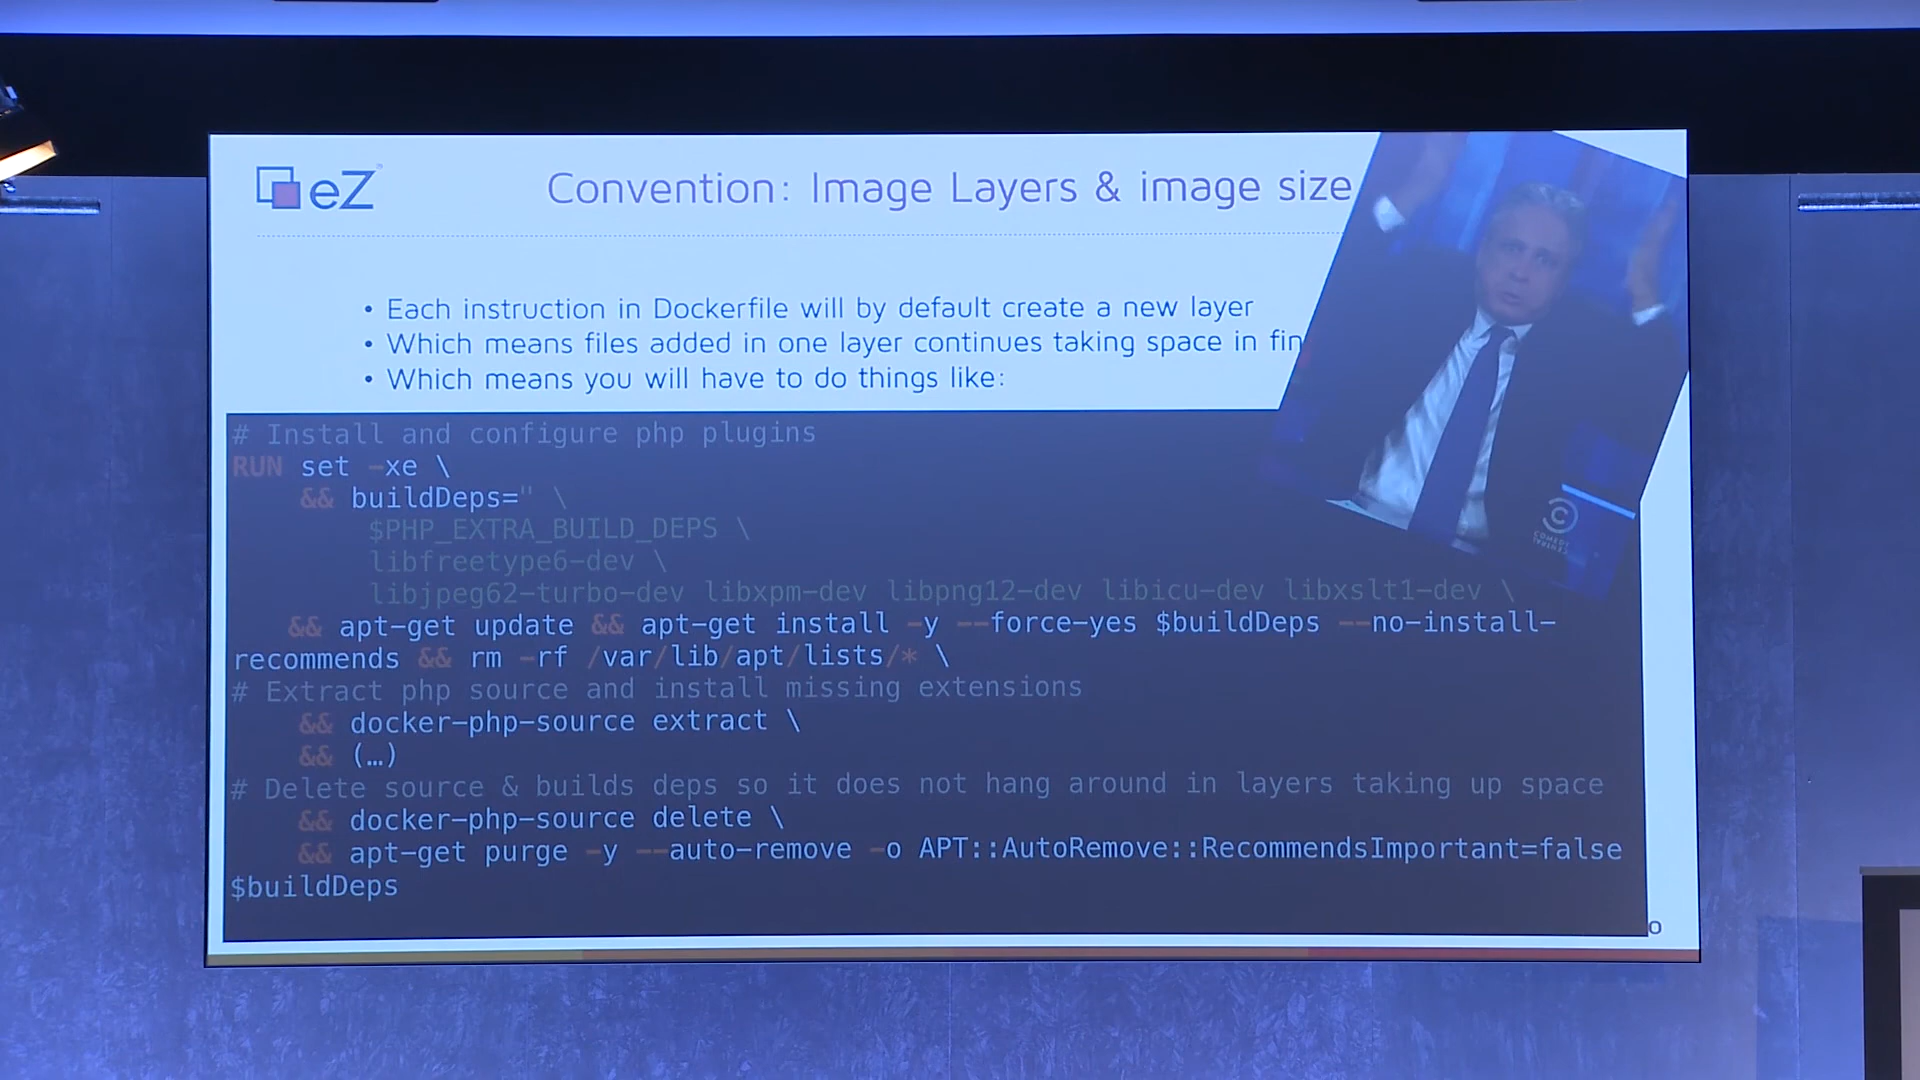 eZ
Convention: Image Layers & image size
• Each instruction in Dockerfile will by default create a new layer
• Which means files added in one layer continues taking space in fin
• Which means you will have to do things like:
# Install and configure php plugins
RUN set -xe \
&& buildDeps=" \
$PHP_EXTRA_BUILD_DEPS \
libfreetype6-dev \
libjpeg62-turbo-dev libxpm-dev libpng12-dev libicu-dev libxslt1-dev \
&& apt-get update && apt-get install -y --force-yes $buildDeps --no-install-
recommends && rm -rf /var/lib/apt/lists/* \
# Extract php source and install missing extensions
&& docker-php-source extract \
&& (…)
# Delete source & builds deps so it does not hang around in layers taking up space
&& docker-php-source delete \
&& apt-get purge -y --auto-remove -o APT::AutoRemove::RecommendsImportant=false
$buildDeps
COMEDY
CENTRAL
o